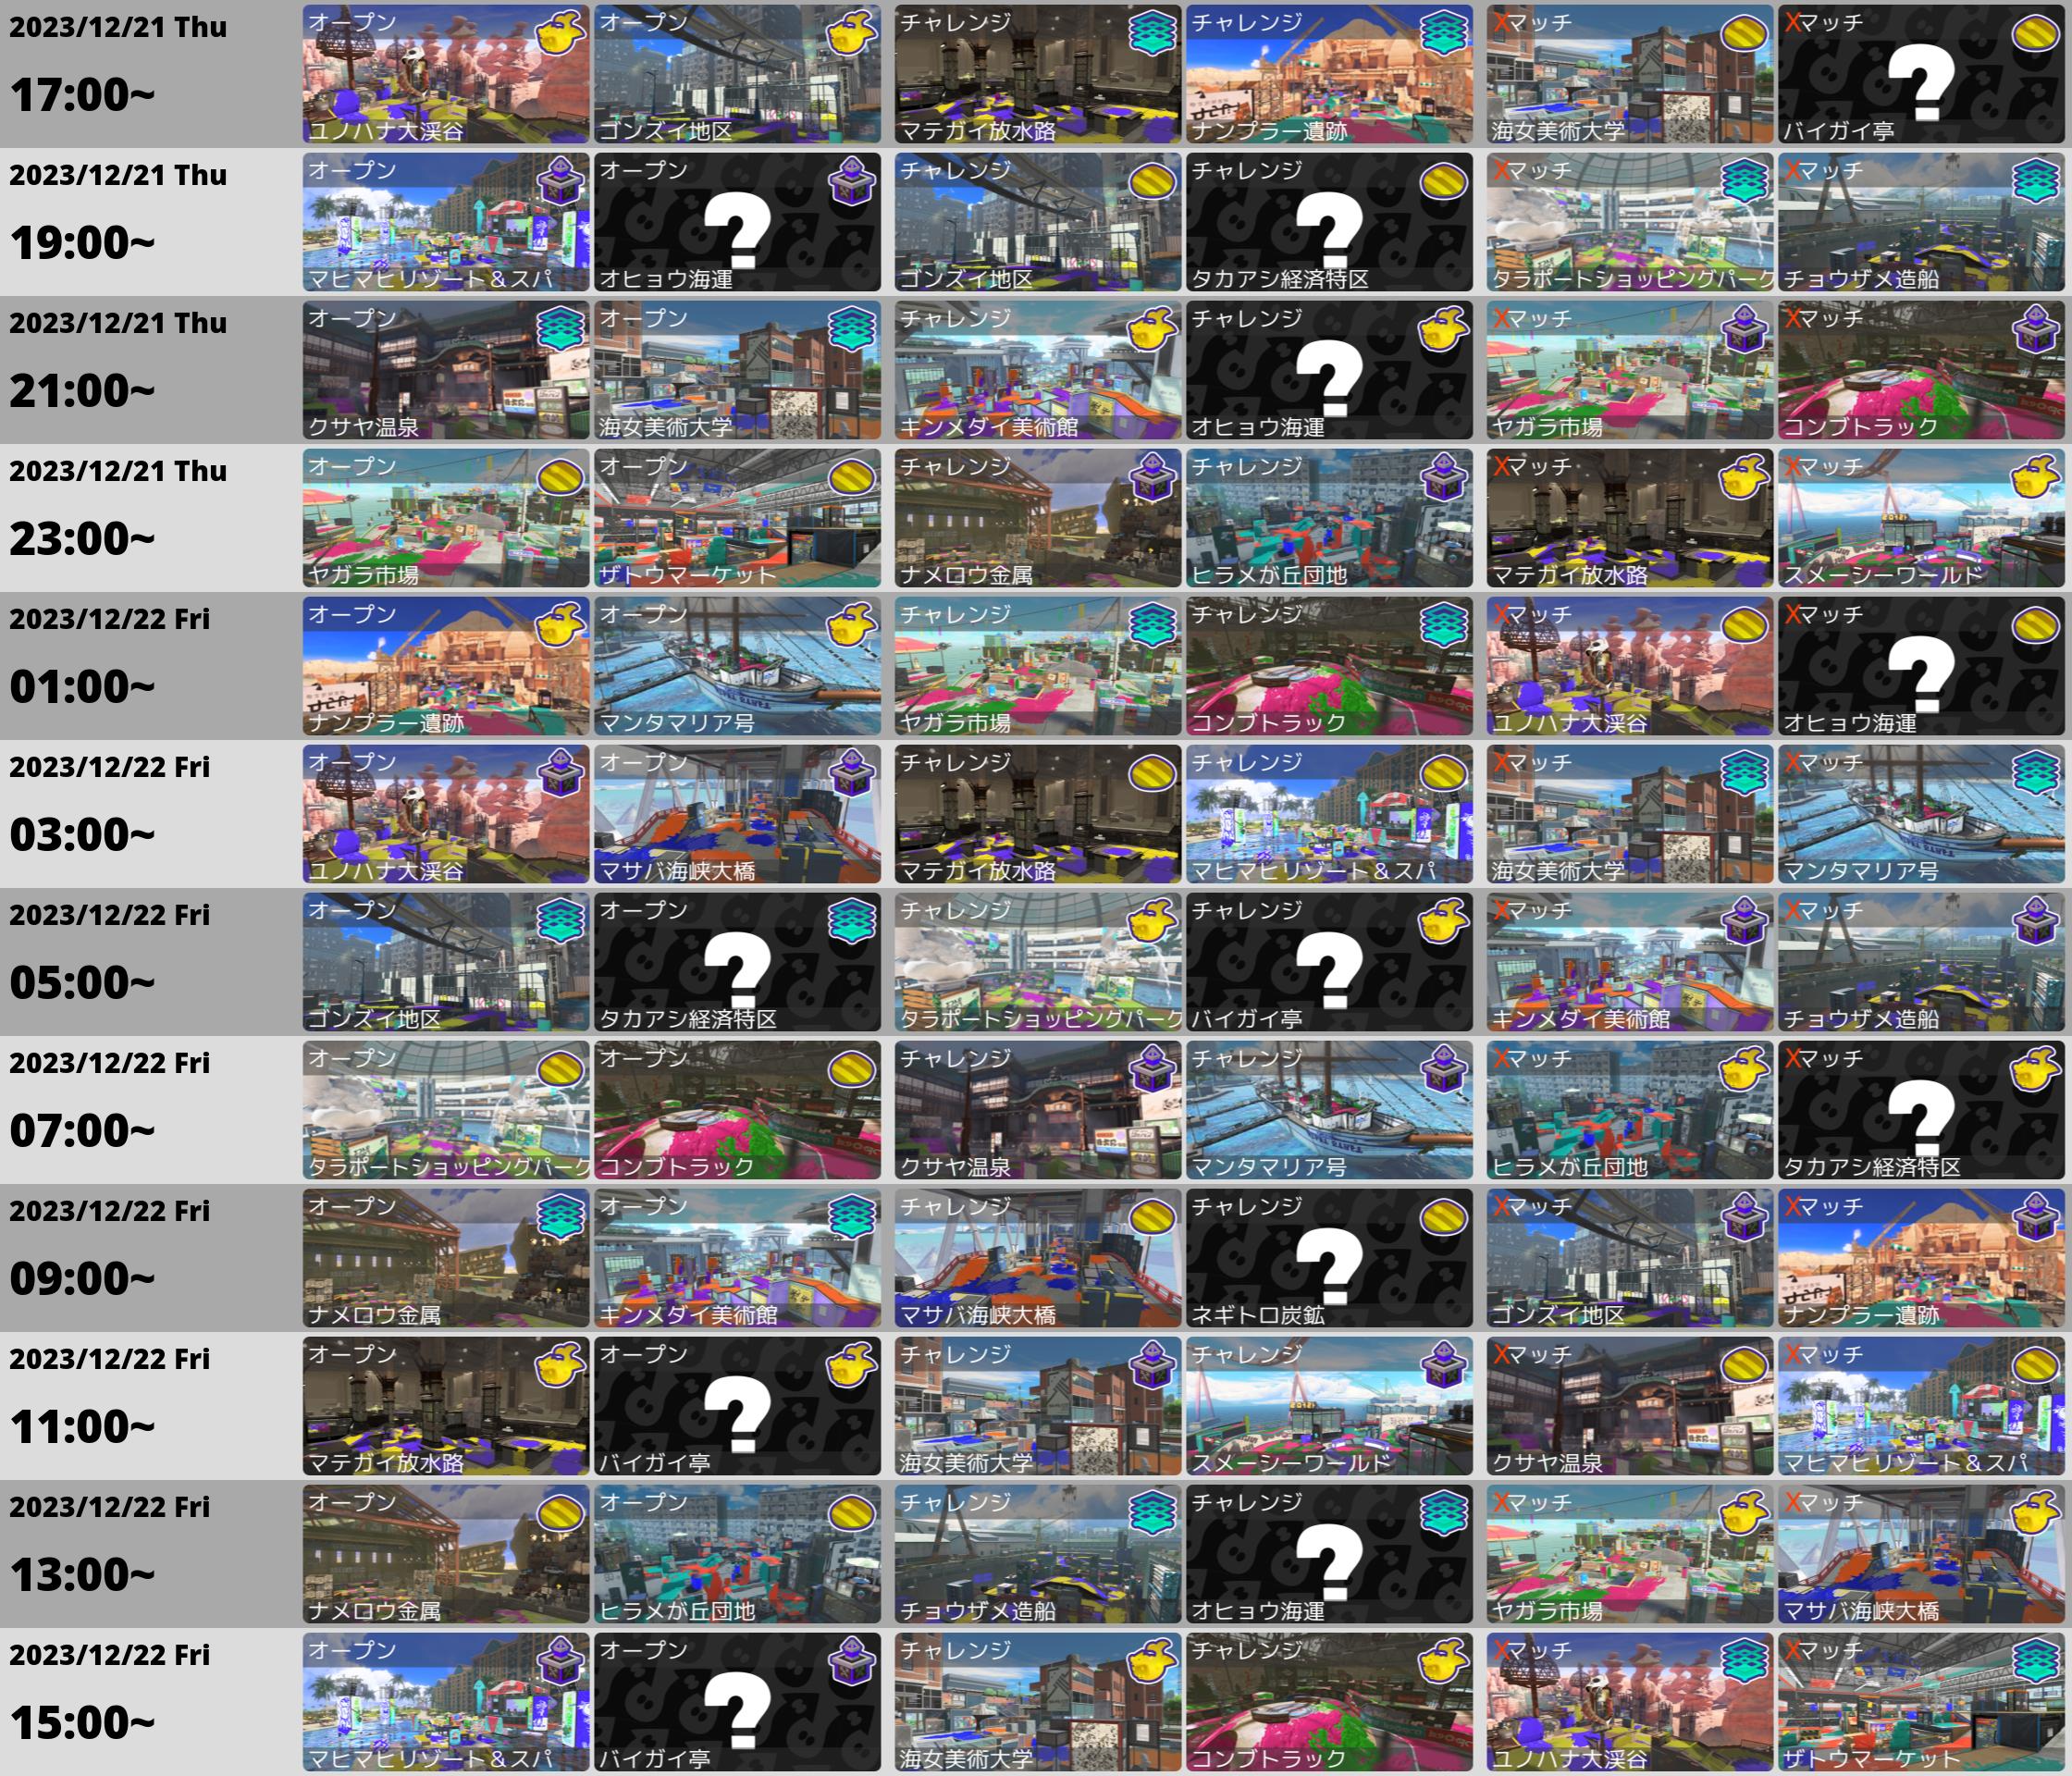 2023/12/21 Thu
17:00~
オープン
ユノハナ大渓谷
オープン
ゴンズイ地区
チャレンジ
マテガイ放水路
チャレンジ
ナンプラー遺跡
Xマッチ
海女美術大学
Xマッチ
バイガイ亭
2023/12/21 Thu
19:00~
オープン
マヒマヒリゾート&スパ
オープン
オヒョウ海運
チャレンジ
ゴンズイ地区
チャレンジ
タカアシ経済特区
Xマッチ
タラポートショッピングパーク
Xマッチ
チョウザメ造船
2023/12/21 Thu
21:00~
オープン
クサヤ温泉
オープン
海女美術大学
チャレンジ
キンメダイ美術館
チャレンジ
オヒョウ海運
Xマッチ
ヤガラ市場
Xマッチ
コンブトラック
2023/12/21 Thu
23:00~
オープン
ヤガラ市場
オープン
ザトウマーケット
チャレンジ
ナメロウ金属
チャレンジ
ヒラメが丘団地
Xマッチ
マテガイ放水路
Xマッチ
スメーシーワールド
2023/12/22 Fri
01:00~
オープン
ナンプラー遺跡
オープン
マンタマリア号
チャレンジ
ヤガラ市場
チャレンジ
コンブトラック
Xマッチ
ユノハナ大渓谷
Xマッチ
オヒョウ海運
2023/12/22 Fri
03:00~
オープン
ユノハナ大渓谷
オープン
マサバ海峡大橋
チャレンジ
マテガイ放水路
チャレンジ
マヒマヒリゾート&スパ
Xマッチ
海女美術大学
Xマッチ
マンタマリア号
2023/12/22 Fri
05:00~
オープン
ゴンズイ地区
オープン
タカアシ経済特区
チャレンジ
タラポートショッピングパーク
チャレンジ
バイガイ亭
Xマッチ
キンメダイ美術館
Xマッチ
チョウザメ造船
2023/12/22 Fri
07:00~
オープン
タラポートショッピングパーク
オープン
コンブトラック
チャレンジ
クサヤ温泉
チャレンジ
マンタマリア号
Xマッチ
ヒラメが丘団地
Xマッチ
タカアシ経済特区
2023/12/22 Fri
09:00~
オープン
ナメロウ金属
オープン
キンメダイ美術館
チャレンジ
マサバ海峡大橋
チャレンジ
ネギトロ炭鉱
Xマッチ
ゴンズイ地区
Xマッチ
ナンプラー遺跡
2023/12/22 Fri
11:00~
オープン
マテガイ放水路
オープン
バイガイ亭
チャレンジ
海女美術大学
チャレンジ
スメーシーワールド
Xマッチ
クサヤ温泉
Xマッチ
マヒマヒリゾート&スパ
2023/12/22 Fri
13:00~
オープン
ナメロウ金属
オープン
ヒラメが丘団地
チャレンジ
チョウザメ造船
チャレンジ
オヒョウ海運
Xマッチ
ヤガラ市場
Xマッチ
マサバ海峡大橋
2023/12/22 Fri
15:00~
オープン
マヒマヒリゾート&スパ
オープン
バイガイ亭
チャレンジ
海女美術大学
チャレンジ
コンブトラック
Xマッチ
ユノハナ大渓谷
Xマッチ
ザトウマーケット